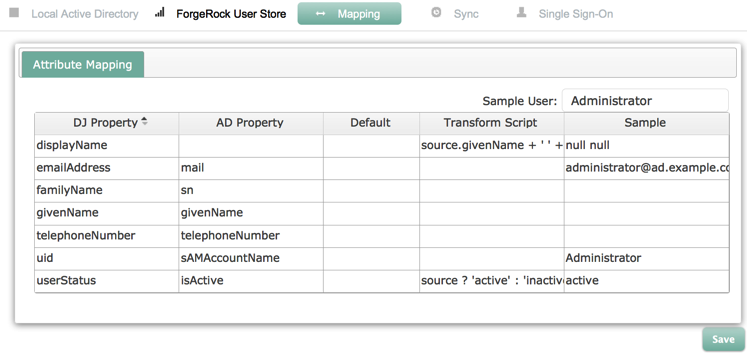 Local Active Directory ForgeRock User Store Mapping Sync Single Sign-On
Attribute Mapping
Sample User: Administrator
DJ Property AD Property Default Transform Script Sample
displayName source.givenName + ' ' + null null
emailAddress mail administrator@ad.example.co
familyName sn
givenName givenName
telephoneNumber telephoneNumber
uid sAMAccountName Administrator
userStatus isActive source ? 'active' : 'inactiv active
Save